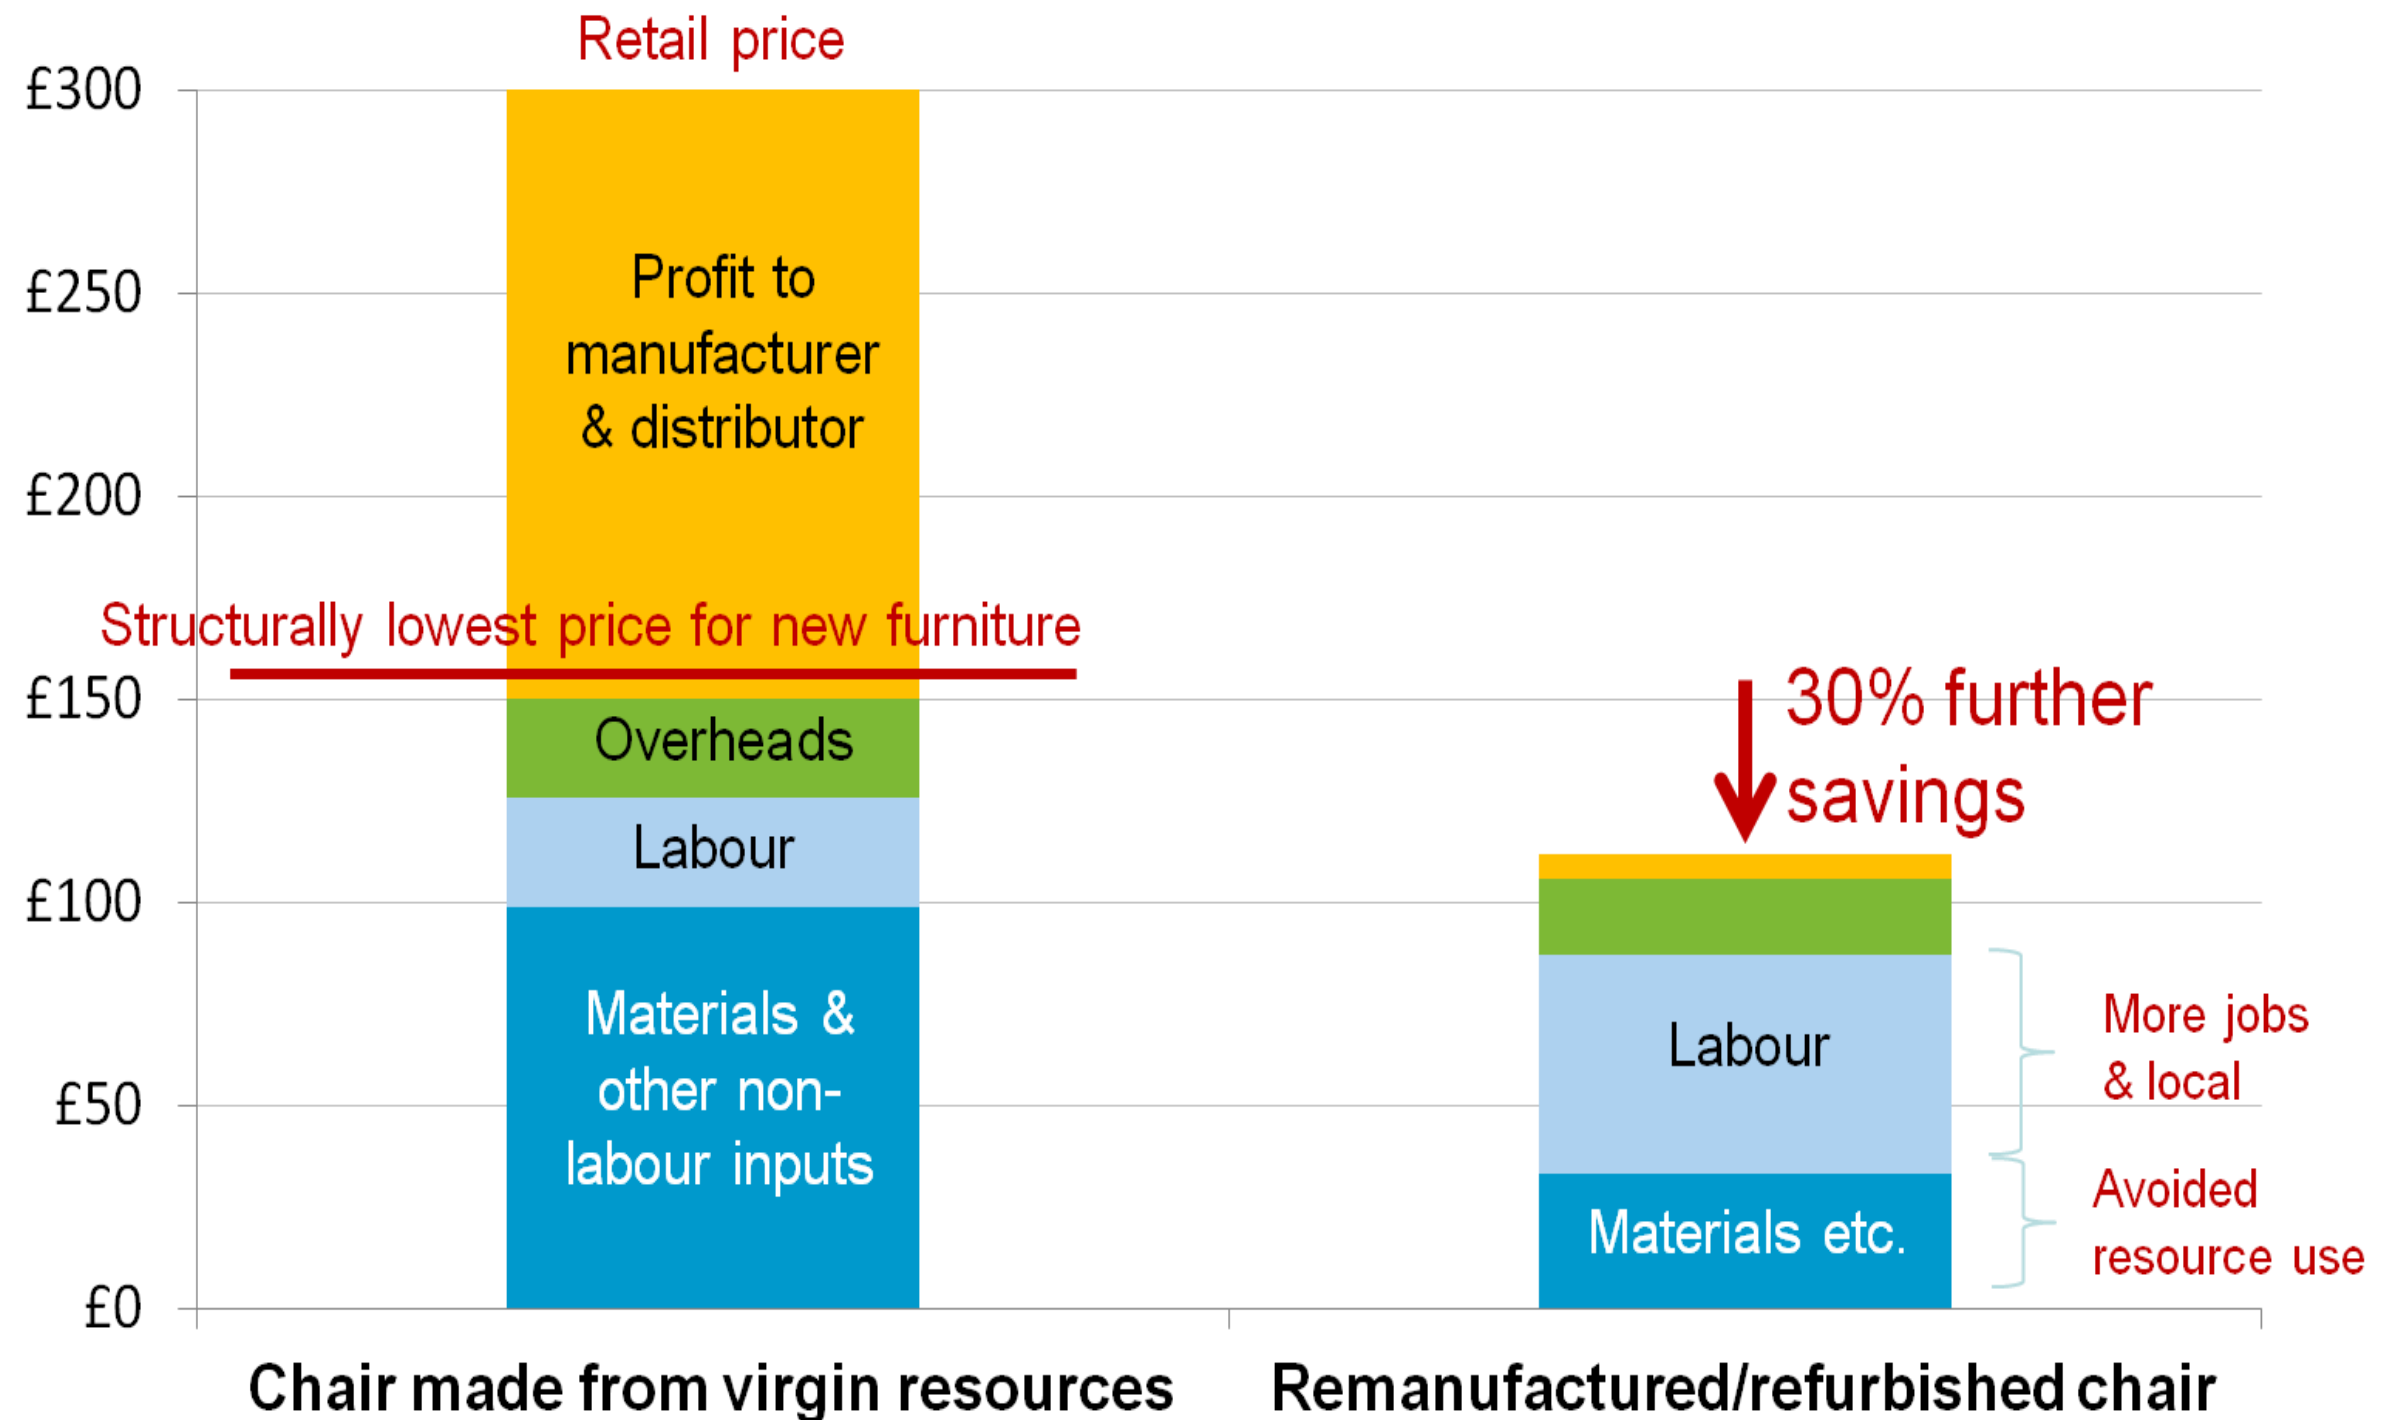 Retail price
£300
£250
£200
£150
£100
£50
£0
Profit to
manufacturer
& distributor
Structurally lowest price for new furniture
Overheads
Labour
Materials &
other non-
labour inputs
30% further
savings
Labour
Materials etc.
More jobs
& local
Avoided
resource use
Chair made from virgin resources
Remanufactured/refurbished chair